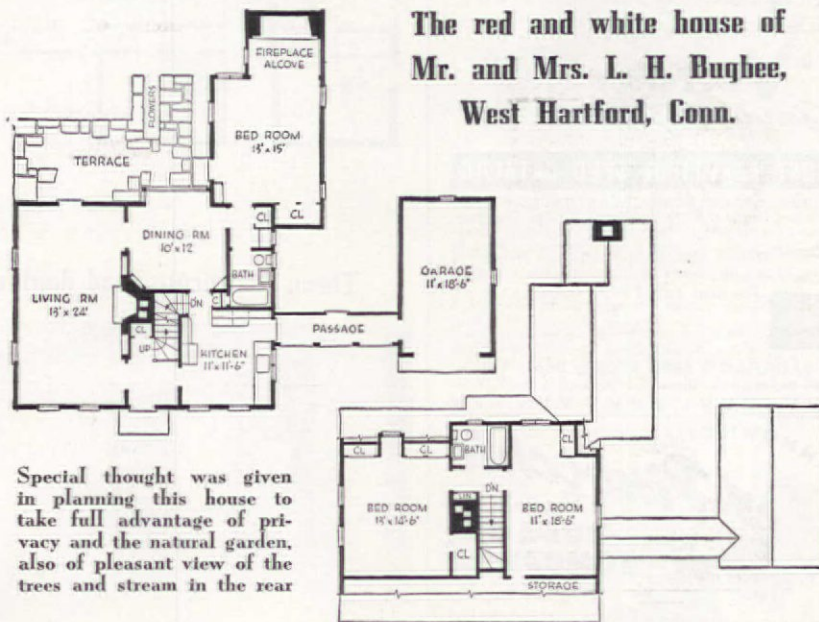 The red and white house of
Mr. and Mrs. L. H. Bugbee,
West Hartford, Conn.
FIREPLACE
ALCOVE
FLOWERS
BED ROOM
13' x 15'
TERRACE
CL
CL
DINING RM
10' x 12'
BATH
GARAGE
11' x 18'-6"
LIVING RM
13' x 24'
DN
CL
CL
UP
PASSAGE
KITCHEN
11' x 11'-6"
Special thought was given
in planning this house to
take full advantage of pri-
vacy and the natural garden,
also of pleasant view of the
trees and stream in the rear
CL
CL
BATH
CL
BED ROOM
13' x 14'-6"
LIN
DN
BED ROOM
11' x 18'-6"
CL
STORAGE